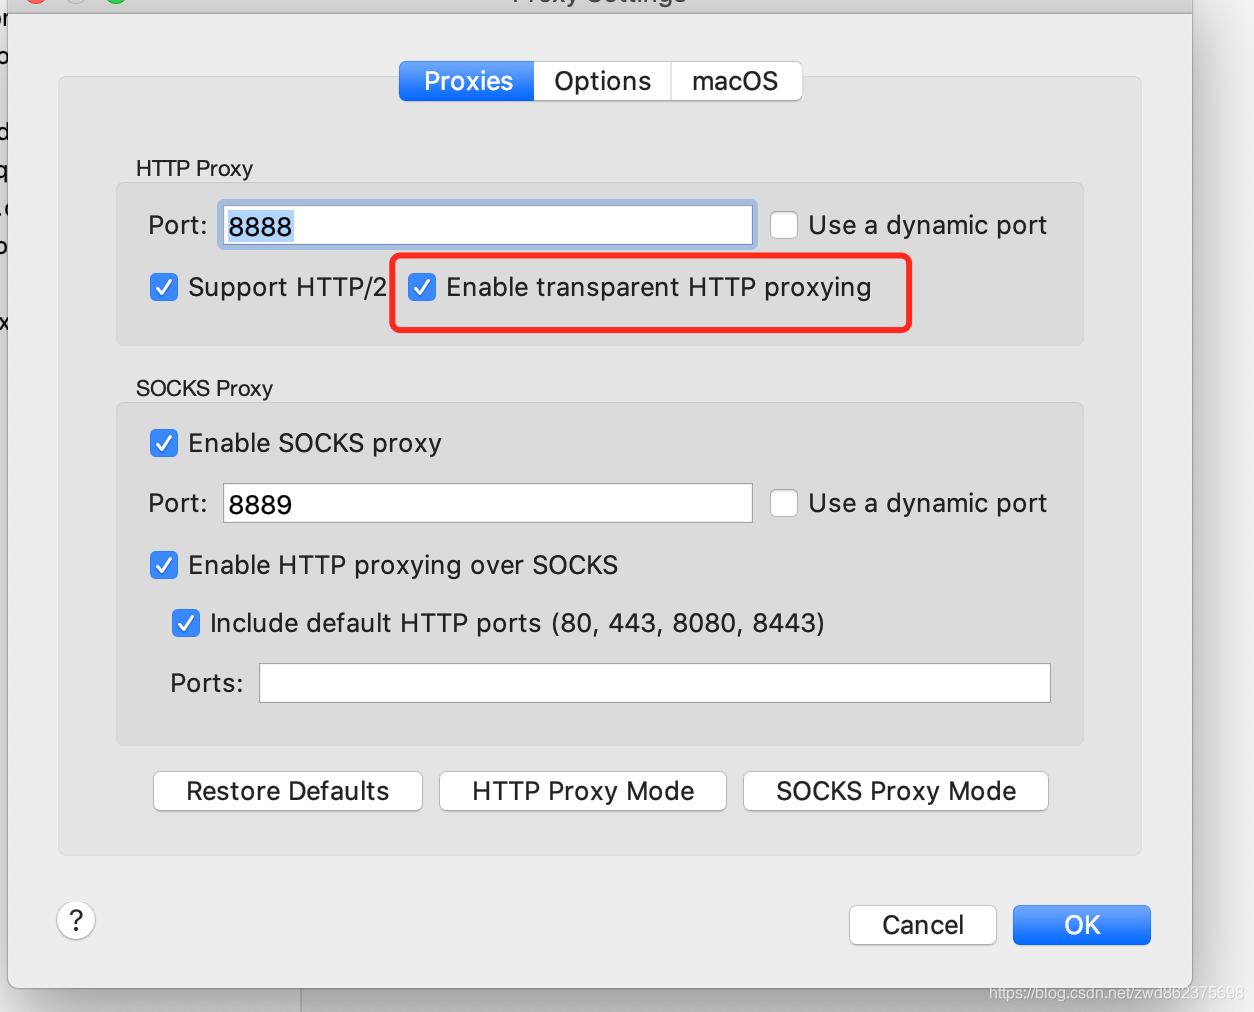 Proxy Settings
Proxies Options macOS
HTTP Proxy
Port: 8888 Use a dynamic port
Support HTTP/2 Enable transparent HTTP proxying
SOCKS Proxy
Enable SOCKS proxy
Port: 8889 Use a dynamic port
Enable HTTP proxying over SOCKS
Include default HTTP ports (80, 443, 8080, 8443)
Ports:
Restore Defaults HTTP Proxy Mode SOCKS Proxy Mode
? Cancel OK
https://blog.csdn.net/zwd862375698